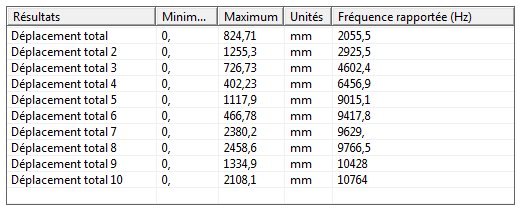 Résultats Minim... Maximum Unités Fréquence rapportée (Hz)
Déplacement total 0, 824,71 mm 2055,5
Déplacement total 2 0, 1255,3 mm 2925,5
Déplacement total 3 0, 726,73 mm 4602,4
Déplacement total 4 0, 402,23 mm 6456,9
Déplacement total 5 0, 1117,9 mm 9015,1
Déplacement total 6 0, 466,78 mm 9417,8
Déplacement total 7 0, 2380,2 mm 9629,
Déplacement total 8 0, 2458,6 mm 9766,5
Déplacement total 9 0, 1334,9 mm 10428
Déplacement total 10 0, 2108,1 mm 10764